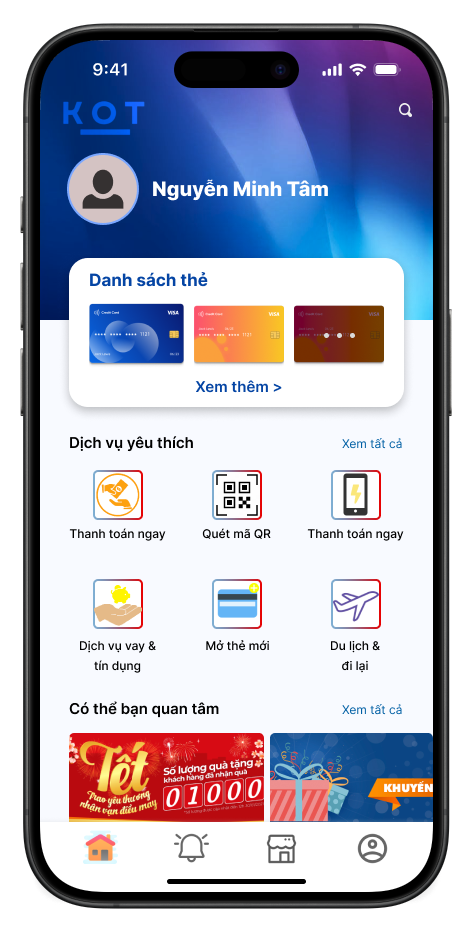 9:41
KOT
Nguyễn Minh Tâm
Danh sách thẻ
Credit Card
VISA
1121
Credit Card
VISA
1121
VISA
Xem thêm >
Dịch vụ yêu thích
Xem tất cả
Thanh toán ngay
Quét mã QR
Thanh toán ngay
Dịch vụ vay &
tín dụng
Mở thẻ mới
Du lịch &
đi lại
Có thể bạn quan tâm
Xem tất cả
Tết
Trao yêu thương
nhận vạn điều may
Số lượng quà tặng
khách hàng đã nhận quà
01000
KHUYẾN